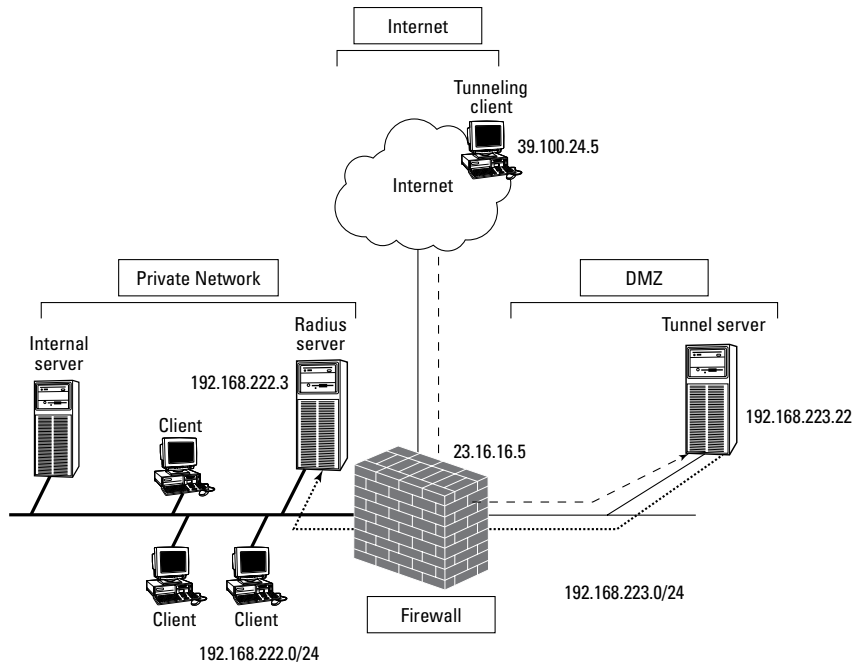 Internet
Tunneling
client
39.100.24.5
Internet
Private Network
DMZ
Internal
server
Radius
server
Tunnel server
192.168.222.3
192.168.223.22
Client
23.16.16.5
Client
Client
Firewall
192.168.223.0/24
192.168.222.0/24